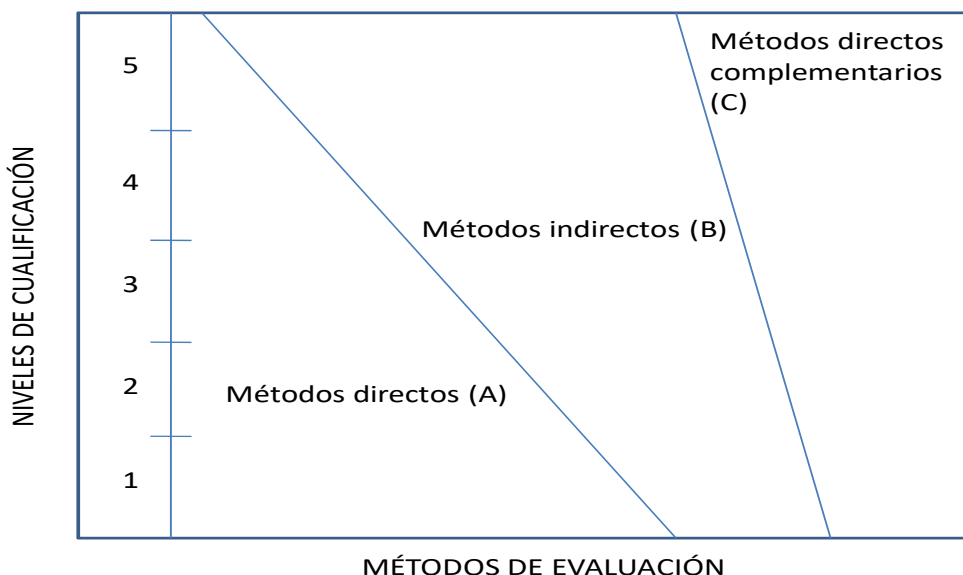 NIVELES DE CUALIFICACIÓN
5
4
3
2
1
Métodos directos
complementarios
(C)
Métodos indirectos (B)
Métodos directos (A)
MÉTODOS DE EVALUACIÓN